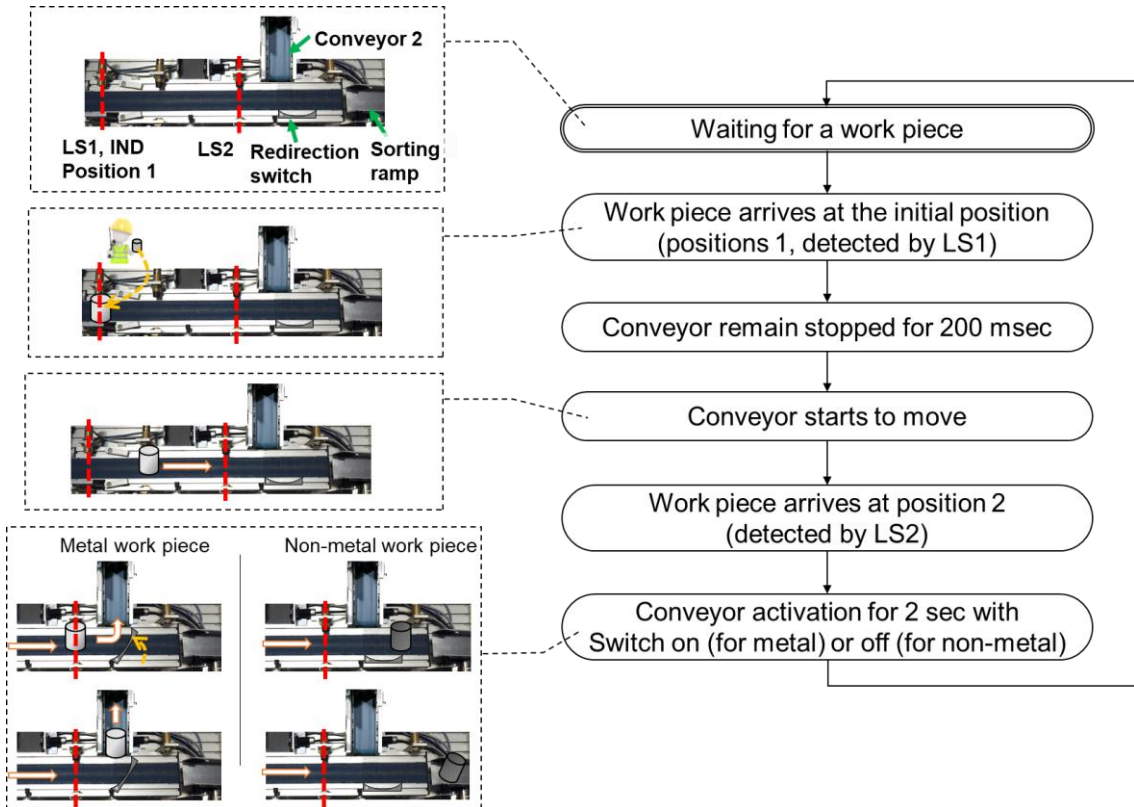 Conveyor 2
LS1, IND
Position 1
LS2
Redirection
switch
Sorting
ramp
Metal work piece
Non-metal work piece
Waiting for a work piece
Work piece arrives at the initial position
(positions 1, detected by LS1)
Conveyor remain stopped for 200 msec
Conveyor starts to move
Work piece arrives at position 2
(detected by LS2)
Conveyor activation for 2 sec with
Switch on (for metal) or off (for non-metal)